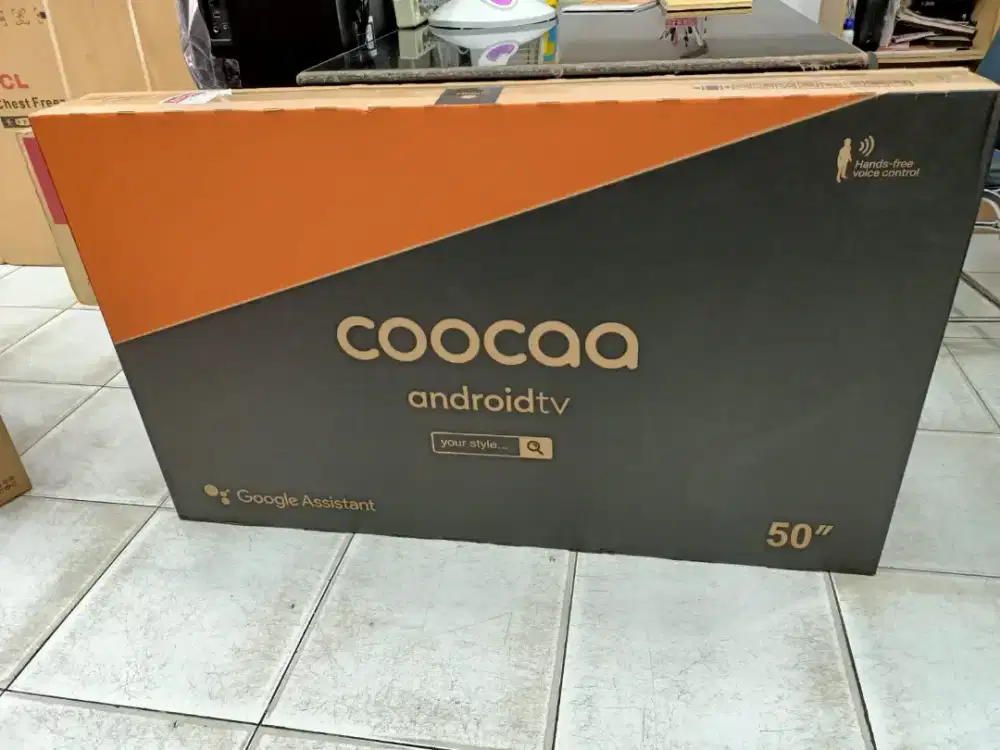 CL
Chest Free
Hands-free
voice control
coocaa
androidtv
your style...
Google Assistant
50"